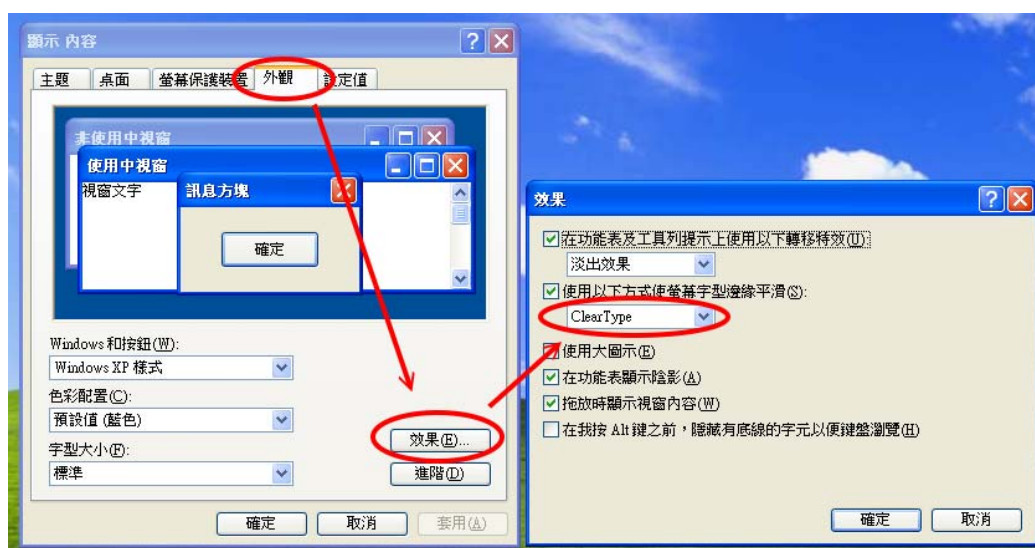 顯示 內容
主題
桌面
螢幕保護裝置
外觀
設定值
非使用中視窗
使用中視窗
視窗文字
訊息方塊
確定
Windows 和按鈕(W):
Windows XP 樣式
色彩配置(C):
預設值 (藍色)
字型大小(F):
標準
效果(E)...
進階(D)
確定
取消
套用(A)
效果
在功能表及工具列提示上使用以下轉移特效(U):
淡出效果
使用以下方式使螢幕字型邊緣平滑(S):
ClearType
使用大圖示(E)
在功能表顯示陰影(A)
拖放時顯示視窗內容(W)
在我按 Alt 鍵之前，隱藏有底線的字元以便鍵盤瀏覽(H)
確定
取消